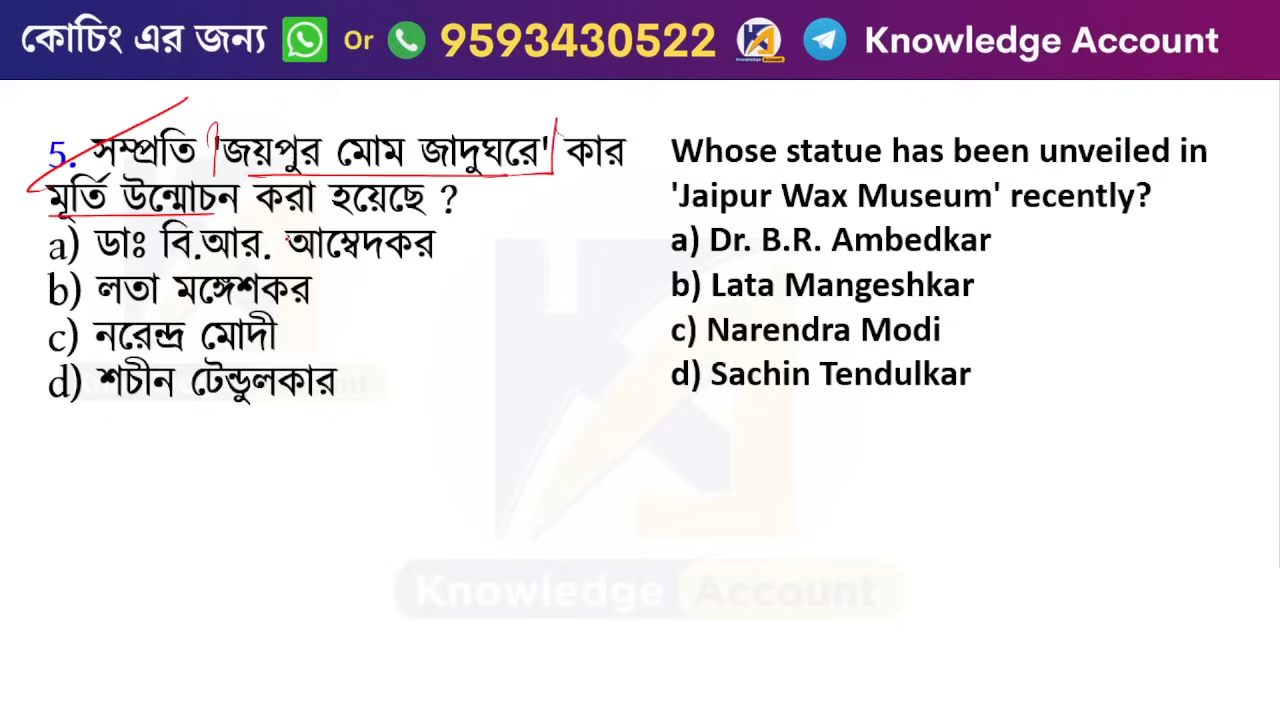 কোচিং এর জন্য Or 9593430522 Knowledge Account
5. সম্প্রতি 'জয়পুর মোম জাদুঘরে' কার
মূর্তি উন্মোচন করা হয়েছে ?
a) ডাঃ বি.আর. আম্বেদকর
b) লতা মঙ্গেশকর
c) নরেন্দ্র মোদী
d) শচীন টেন্ডুলকার
Whose statue has been unveiled in
'Jaipur Wax Museum' recently?
a) Dr. B.R. Ambedkar
b) Lata Mangeshkar
c) Narendra Modi
d) Sachin Tendulkar
Knowledge Account